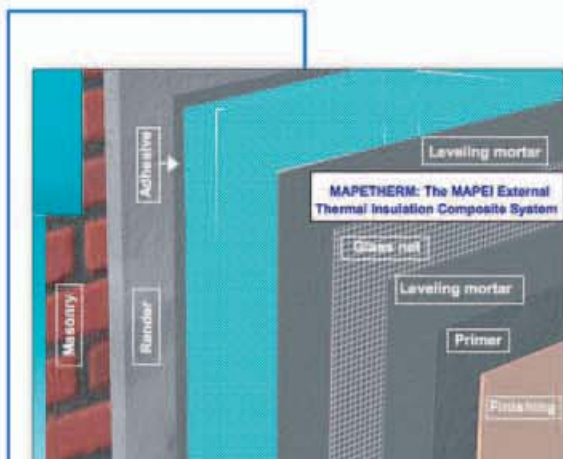 Adhesive
Leveling mortar
MAPETHERM: The MAPEI External
Thermal Insulation Composite System
Glass net
Leveling mortar
Masonry
Render
Primer
Finishing